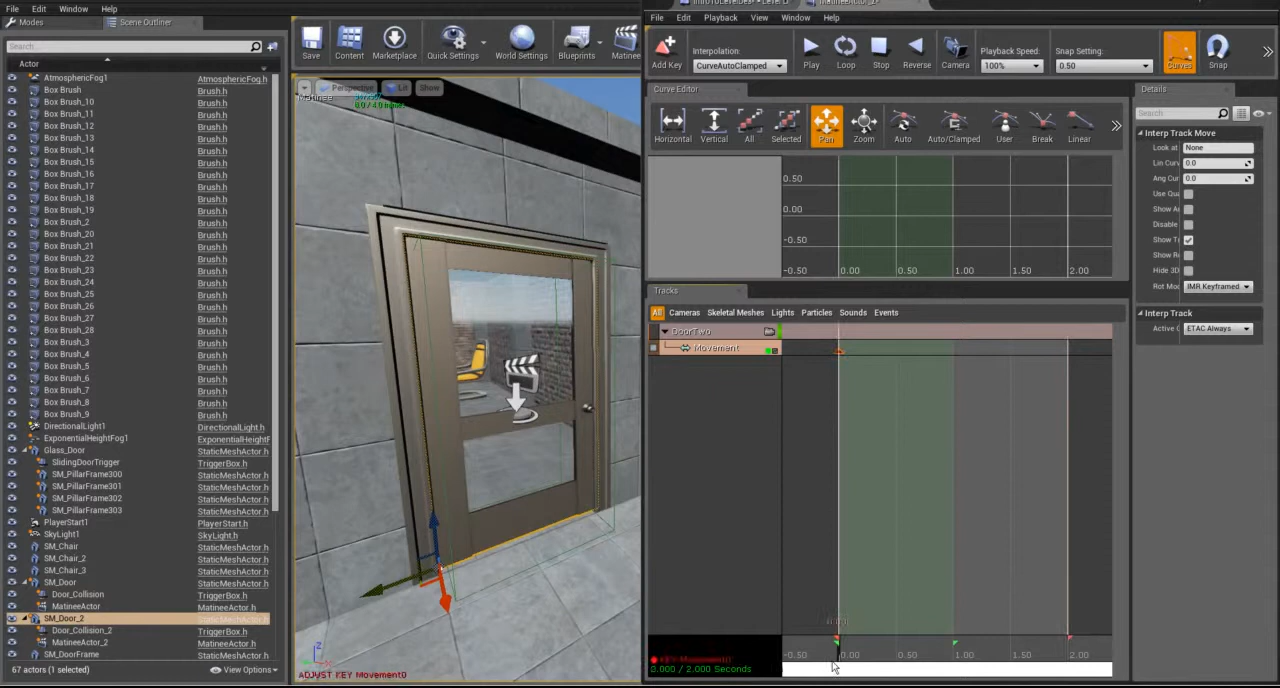 File Edit Window Help
Modes Scene Outliner
Search...
Actor
AtmosphericFog1 AtmosphericFog.h
Box Brush Brush.h
Box Brush_10 Brush.h
Box Brush_11 Brush.h
Box Brush_12 Brush.h
Box Brush_13 Brush.h
Box Brush_14 Brush.h
Box Brush_15 Brush.h
Box Brush_16 Brush.h
Box Brush_17 Brush.h
Box Brush_18 Brush.h
Box Brush_19 Brush.h
Box Brush_2 Brush.h
Box Brush_20 Brush.h
Box Brush_21 Brush.h
Box Brush_22 Brush.h
Box Brush_23 Brush.h
Box Brush_24 Brush.h
Box Brush_25 Brush.h
Box Brush_26 Brush.h
Box Brush_27 Brush.h
Box Brush_28 Brush.h
Box Brush_3 Brush.h
Box Brush_4 Brush.h
Box Brush_5 Brush.h
Box Brush_6 Brush.h
Box Brush_7 Brush.h
Box Brush_8 Brush.h
Box Brush_9 Brush.h
DirectionalLight1 DirectionalLight.h
ExponentialHeightFog1 ExponentialHeightF
Glass_Door StaticMeshActor.h
SlidingDoorTrigger TriggerBox.h
SM_PillarFrame300 StaticMeshActor.h
SM_PillarFrame301 StaticMeshActor.h
SM_PillarFrame302 StaticMeshActor.h
SM_PillarFrame303 StaticMeshActor.h
PlayerStart1 PlayerStart.h
SkyLight1 SkyLight.h
SM_Chair StaticMeshActor.h
SM_Chair_2 StaticMeshActor.h
SM_Chair_3 StaticMeshActor.h
SM_Door StaticMeshActor.h
Door_Collision TriggerBox.h
MatineeActor MatineeActor.h
SM_Door_2 StaticMeshActor.h
Door_Collision_2 TriggerBox.h
MatineeActor_2 MatineeActor.h
SM_DoorFrame StaticMeshActor.h
67 actors (1 selected) View Options
Save Content Marketplace Quick Settings World Settings Blueprints Matinee
Perspective Lit Show
Matinee
ADJUST KEY Movement0
File Edit Playback View Window Help
Add Key
Interpolation:
CurveAutoClamped
Play Loop Stop Reverse Camera
Playback Speed:
100%
Snap Setting:
0.50
Curves Snap
Curve Editor
Horizontal Vertical All Selected Pan Zoom Auto Auto/Clamped User Break Linear
0.50
0.00
-0.50
-0.50 0.00 0.50 1.00 1.50 2.00
Tracks
All Cameras Skeletal Meshes Lights Particles Sounds Events
DoorTwo
Movement
-0.50 0.00 0.50 1.00 1.50 2.00
KEY Movement0
0.000 / 2.000 Seconds
Details
Search
Interp Track Move
Look at None
Lin Curv 0.0
Ang Cur 0.0
Use Qu
Show A
Disable
Show T
Show R
Hide 3D
Rot Mo IMR Keyframed
Interp Track
Active C ETAC Always